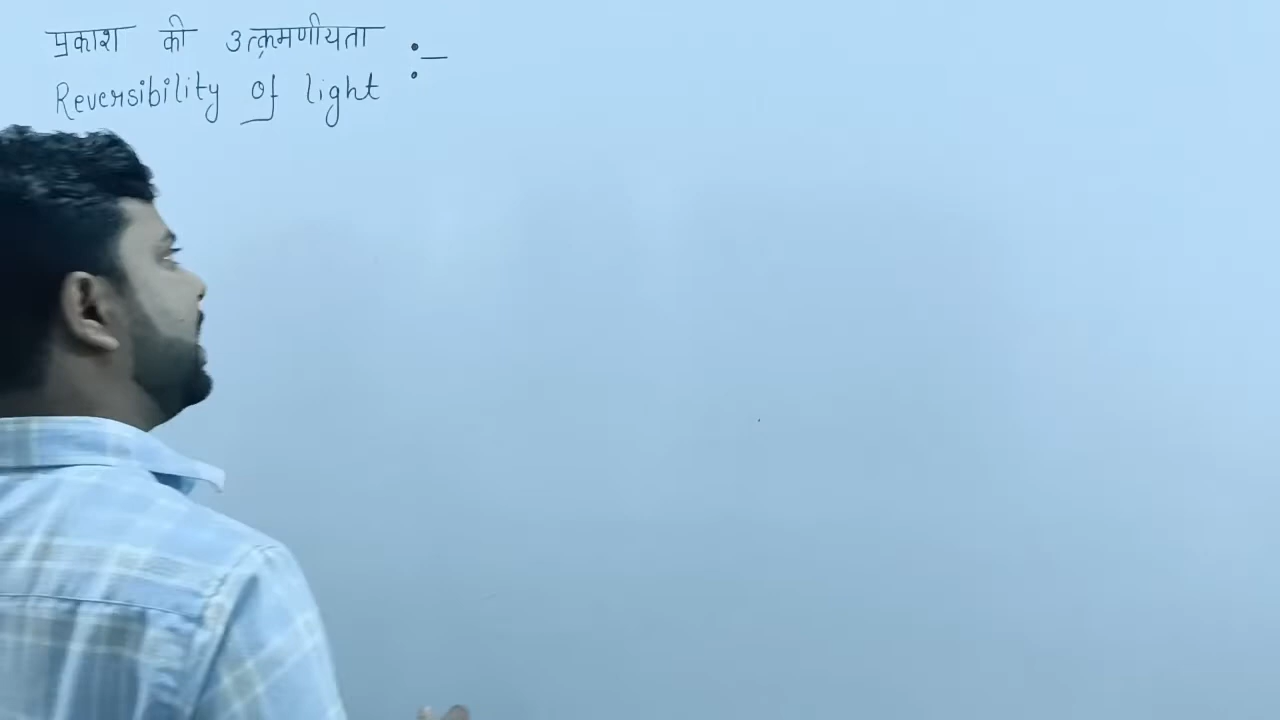 प्रकाश की उत्क्रमणीयता :-
Reversibility of light